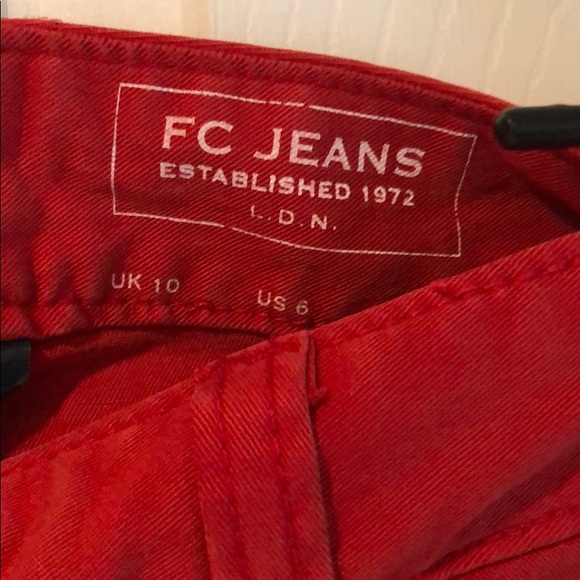 FC JEANS
ESTABLISHED 1972
L.D.N.
UK 10 US 6